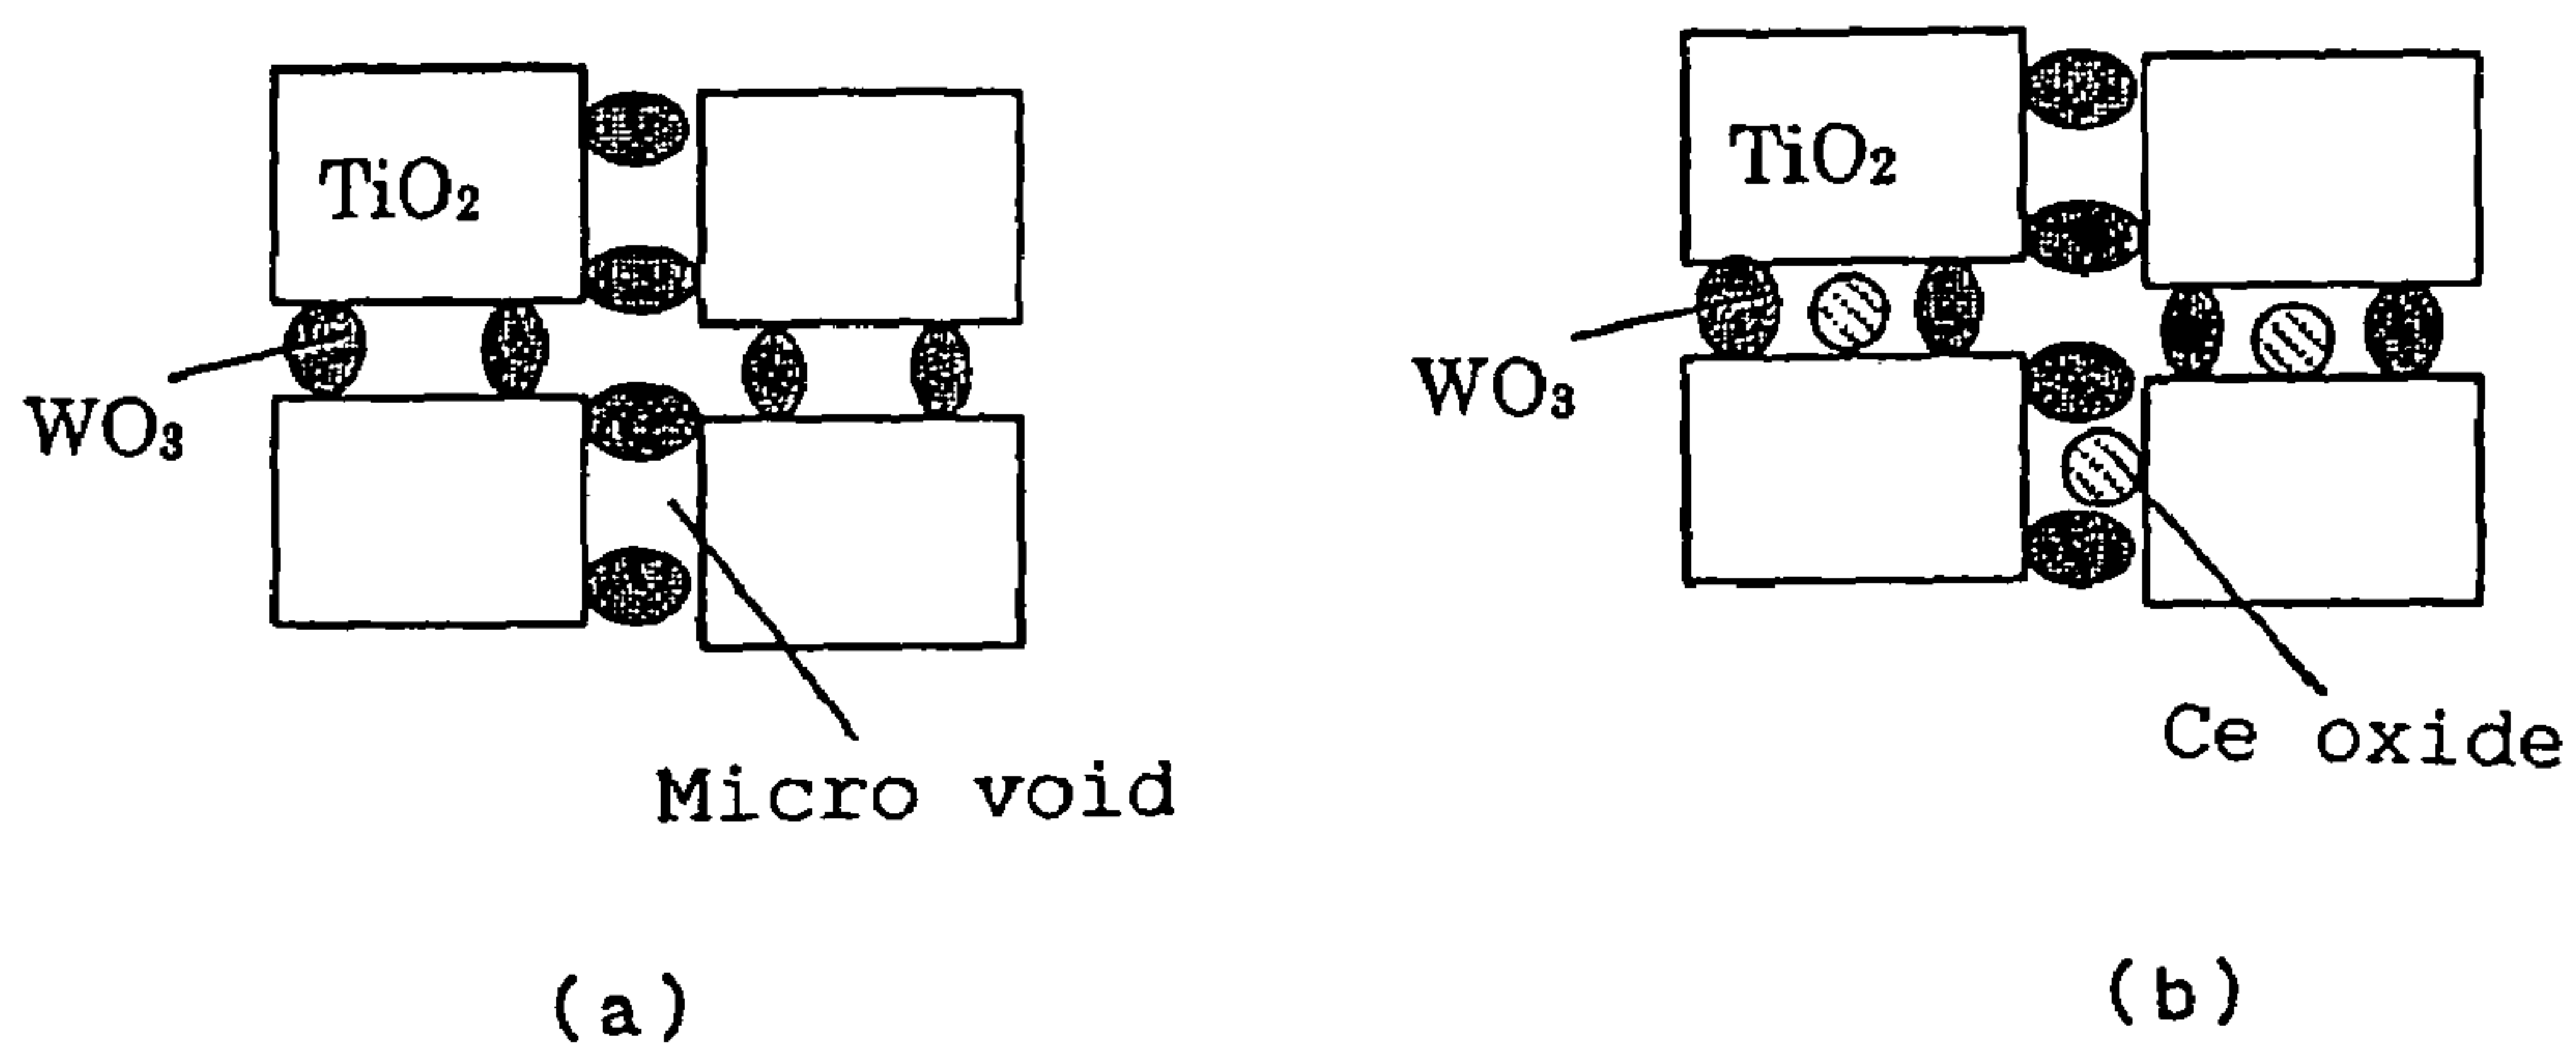 TiO₂
WO₃
Micro void
(a)
TiO₂
WO₃
Ce oxide
(b)